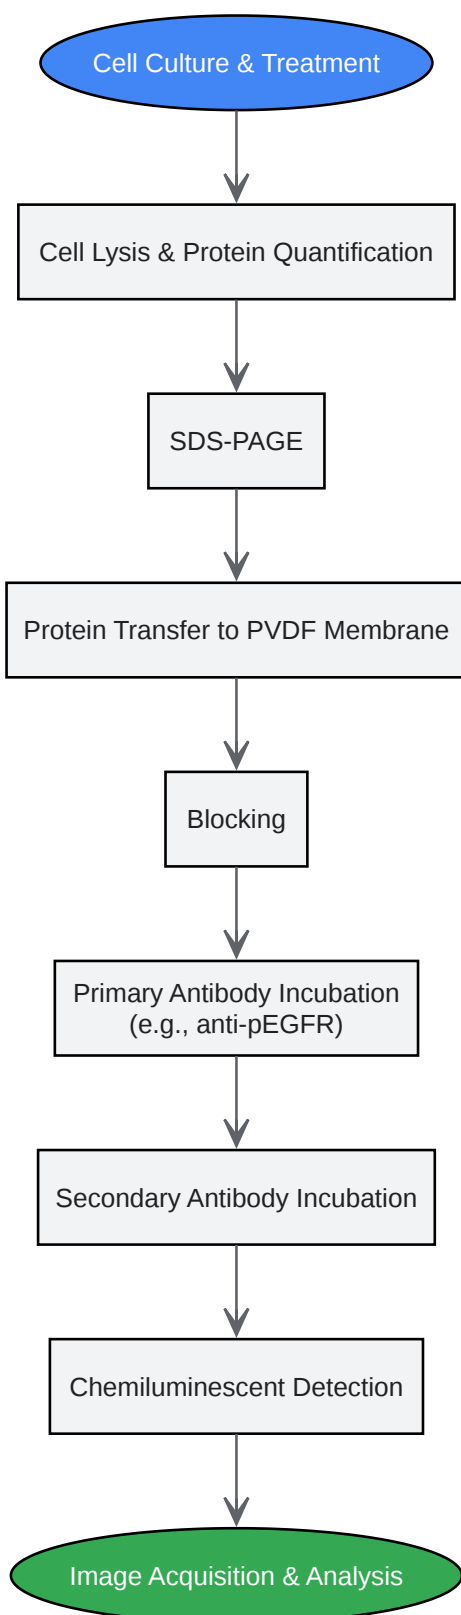 Cell Culture & Treatment
Cell Lysis & Protein Quantification
SDS-PAGE
Protein Transfer to PVDF Membrane
Blocking
Primary Antibody Incubation
(e.g., anti-pEGFR)
Secondary Antibody Incubation
Chemiluminescent Detection
Image Acquisition & Analysis